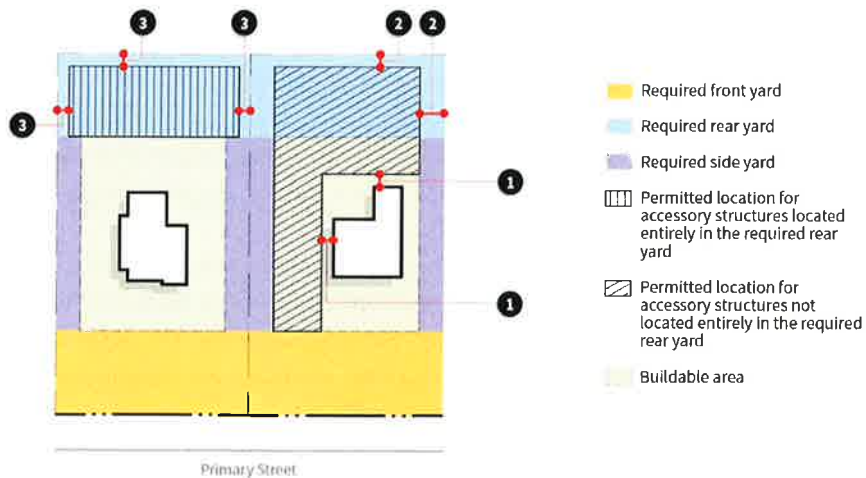 3
3
2
2
3
1
1
Required front yard
Required rear yard
Required side yard
Permitted location for
accessory structures located
entirely in the required rear
yard
Permitted location for
accessory structures not
located entirely in the required
rear yard
Buildable area
Primary Street